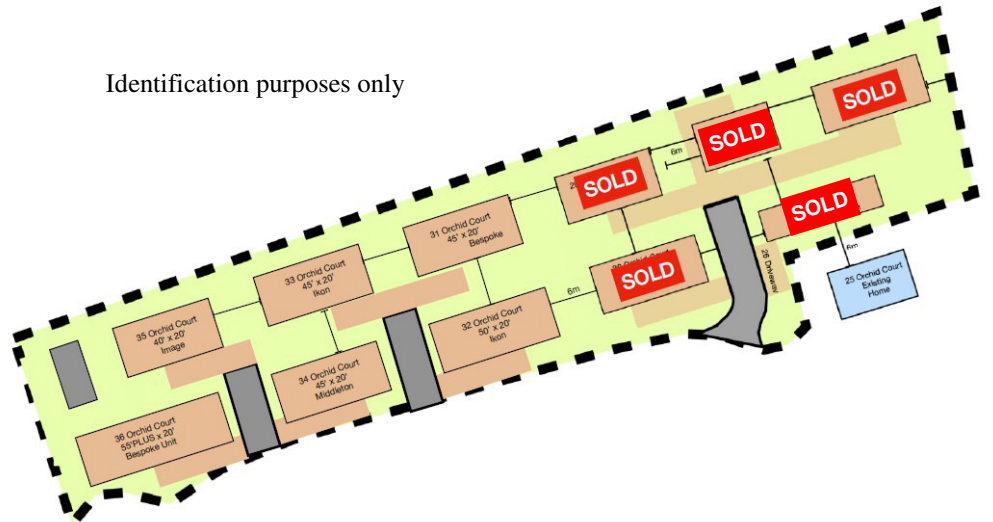 Identification purposes only
SOLD
SOLD
SOLD
SOLD
SOLD
6m
31 Orchid Court
45' x 20'
Bespoke
33 Orchid Court
45' x 20'
Ikon
35 Orchid Court
40' x 20'
Image
6m
26 Driveway
6m
25 Orchid Court
Existing
Home
32 Orchid Court
50' x 20'
Ikon
34 Orchid Court
45' x 20'
Middleton
36 Orchid Court
55'PLUS x 20'
Bespoke Unit